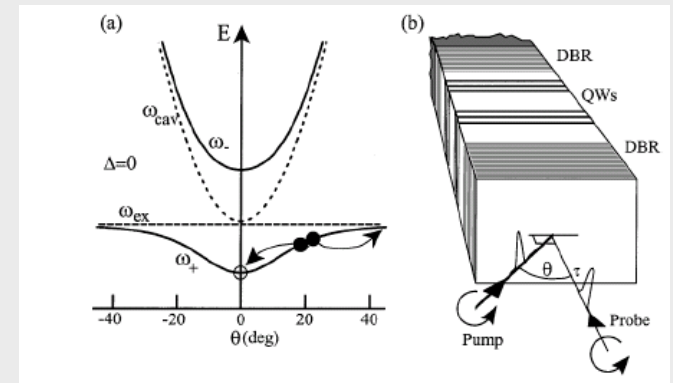 (a)
E
ω_cav
ω_-
Δ=0
ω_ex
ω_+
-40 -20 0 20 40
θ(deg)
(b)
DBR
QWs
DBR
θ
τ
Pump
Probe